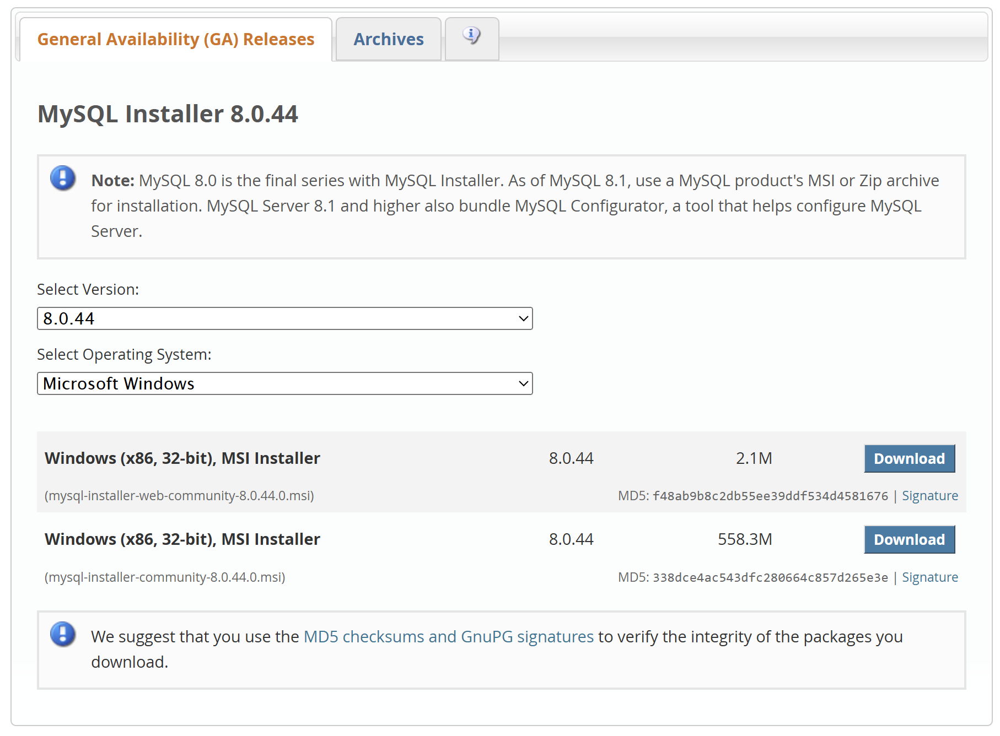 General Availability (GA) Releases
Archives
MySQL Installer 8.0.44
Note: MySQL 8.0 is the final series with MySQL Installer. As of MySQL 8.1, use a MySQL product's MSI or Zip archive
for installation. MySQL Server 8.1 and higher also bundle MySQL Configurator, a tool that helps configure MySQL
Server.
Select Version:
8.0.44
Select Operating System:
Microsoft Windows
Windows (x86, 32-bit), MSI Installer 8.0.44 2.1M Download
(mysql-installer-web-community-8.0.44.0.msi) MD5: f48ab9b8c2db55ee39ddf534d4581676 | Signature
Windows (x86, 32-bit), MSI Installer 8.0.44 558.3M Download
(mysql-installer-community-8.0.44.0.msi) MD5: 338dce4ac543dfc280664c857d265e3e | Signature
We suggest that you use the MD5 checksums and GnuPG signatures to verify the integrity of the packages you
download.